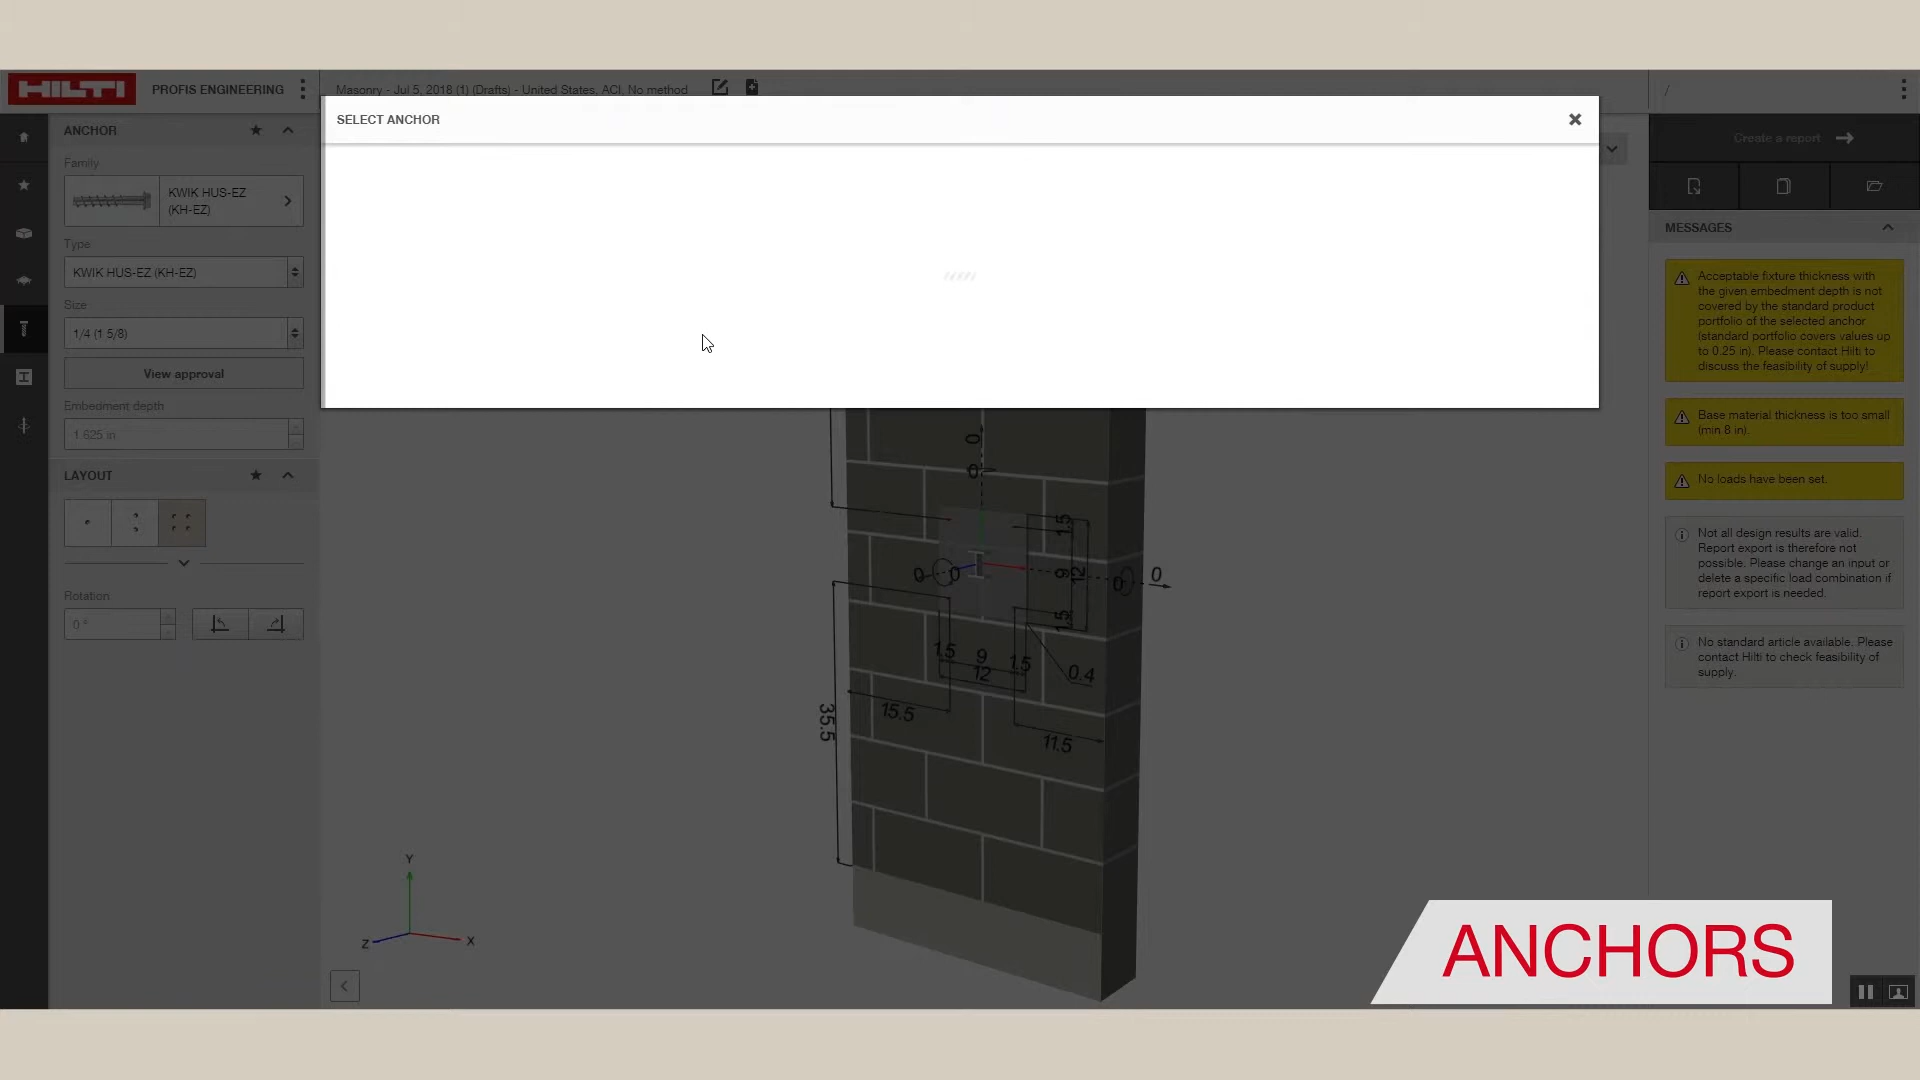 HILTI
PROFIS ENGINEERING
Masonry - Jul 5, 2018 (1) (Drafts) - United States, ACI, No method
/
SELECT ANCHOR
ANCHOR
Family
KWIK HUS-EZ
(KH-EZ)
Type
KWIK HUS-EZ (KH-EZ)
Size
1/4 (1 5/8)
View approval
Embedment depth
1.625 in
LAYOUT
Rotation
0 °
0
0
0
0
0
0
1.5
9
12
1.5
1.5
9
1.5
12
0.4
15.5
11.5
35.5
Y
Z
X
Create a report
MESSAGES
Acceptable fixture thickness with
the given embedment depth is not
covered by the standard product
portfolio of the selected anchor
(standard portfolio covers values up
to 0.25 in). Please contact Hilti to
discuss the feasibility of supply!
Base material thickness is too small
(min 8 in).
No loads have been set.
Not all design results are valid.
Report export is therefore not
possible. Please change an input or
delete a specific load combination if
report export is needed.
No standard article available. Please
contact Hilti to check feasibility of
supply.
ANCHORS